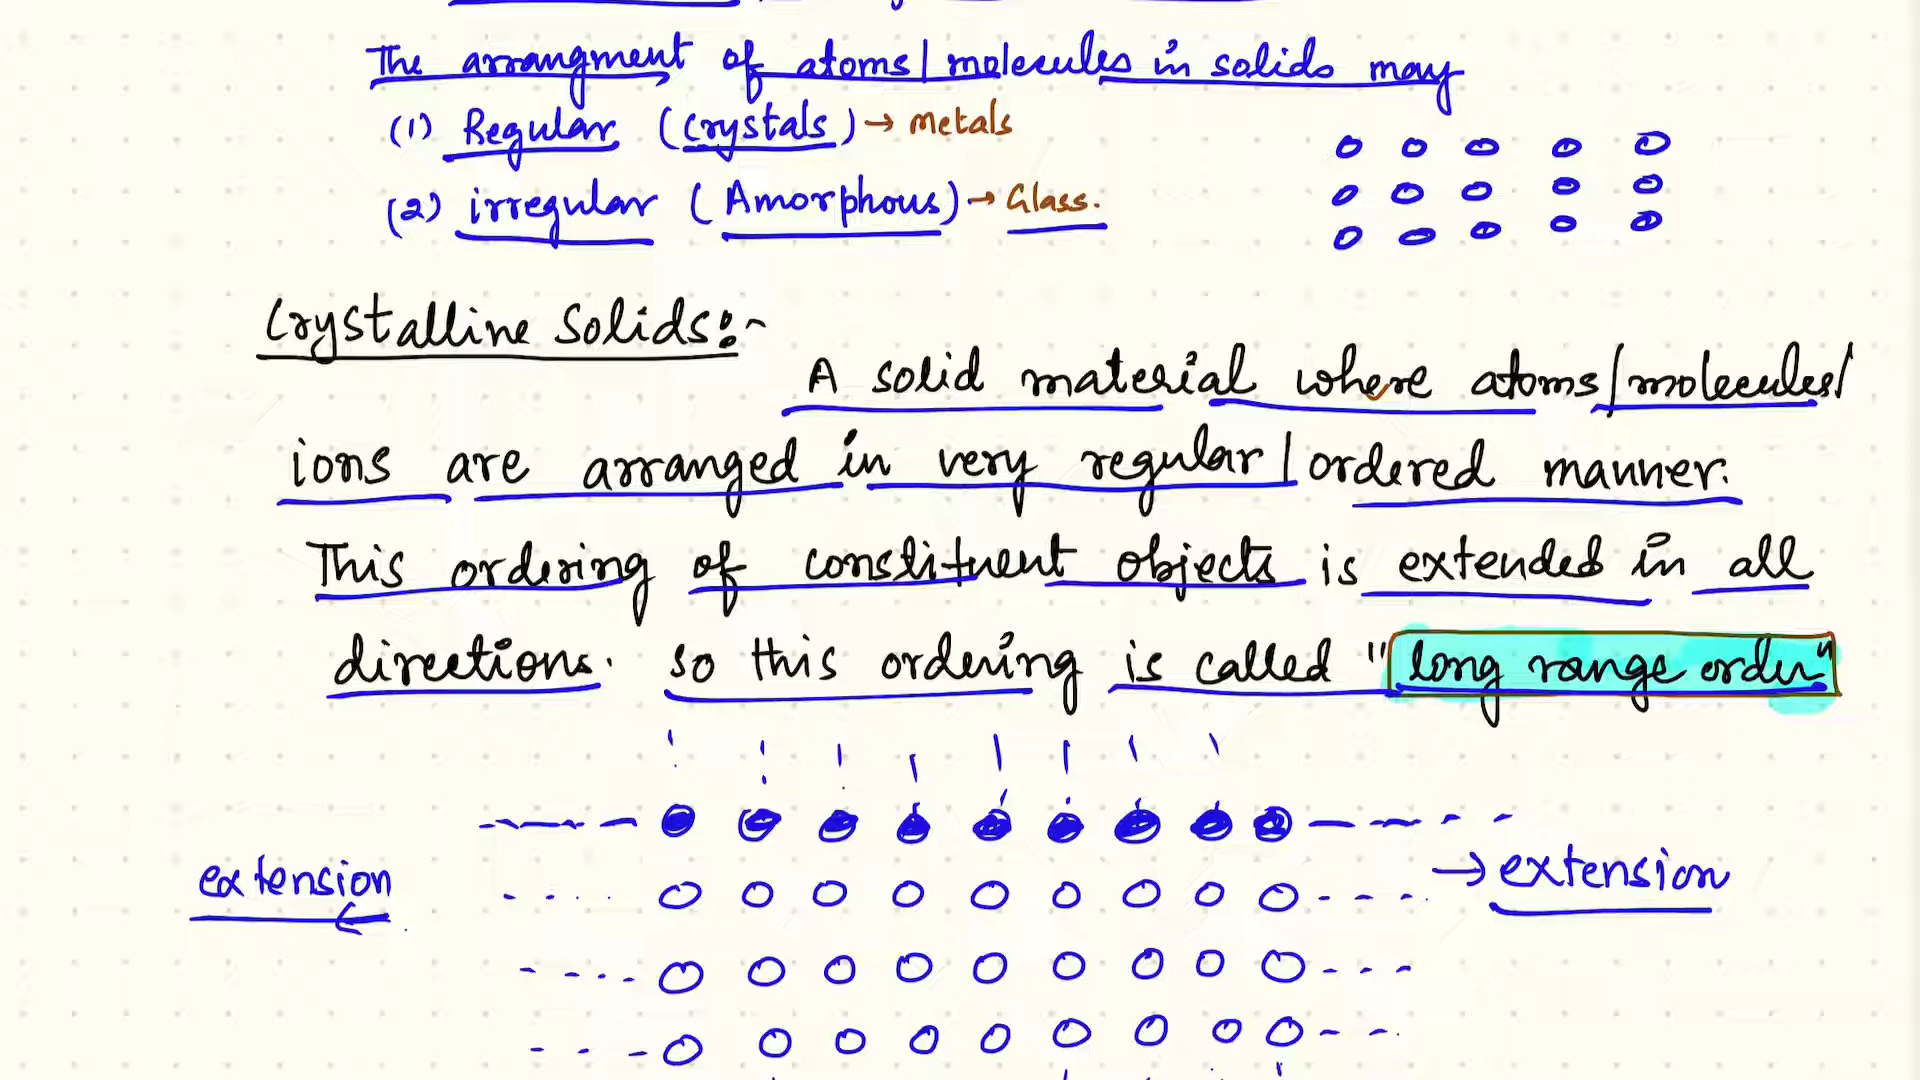 The arrangment of atoms/molecules in solids may
(1) Regular (crystals) → metals
(2) irregular (Amorphous) → Glass.
Crystalline Solids:-
A solid material where atoms/molecules/
ions are arranged in very regular/ordered manner.
This ordering of constituent objects is extended in all
directions. so this ordering is called "long range order"
extension
→ extension